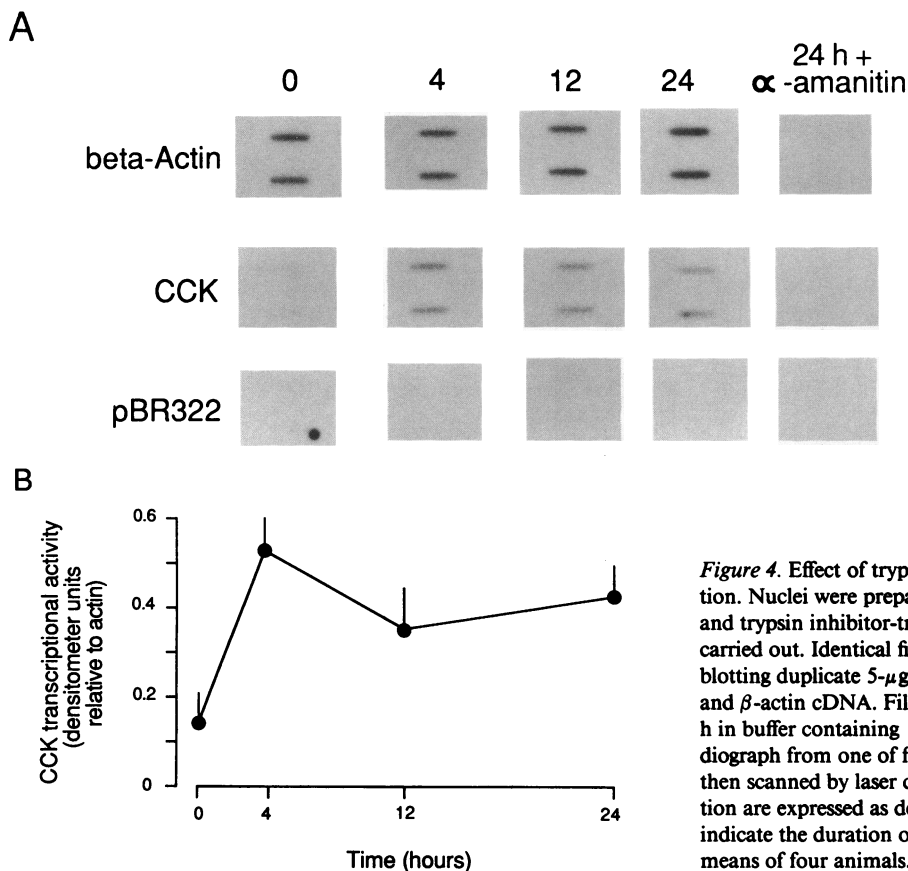 A
0 4 12 24 24 h + α -amanitin
beta-Actin
CCK
pBR322
B
CCK transcriptional activity
(densitometer units
relative to actin)
0.6
0.4
0.2
0
0 4 12 24
Time (hours)
Figure 4. Effect of tryp
tion. Nuclei were prepa
and trypsin inhibitor-tr
carried out. Identical fi
blotting duplicate 5-μg
and β-actin cDNA. Fil
h in buffer containing
diograph from one of f
then scanned by laser d
tion are expressed as de
indicate the duration o
means of four animals.